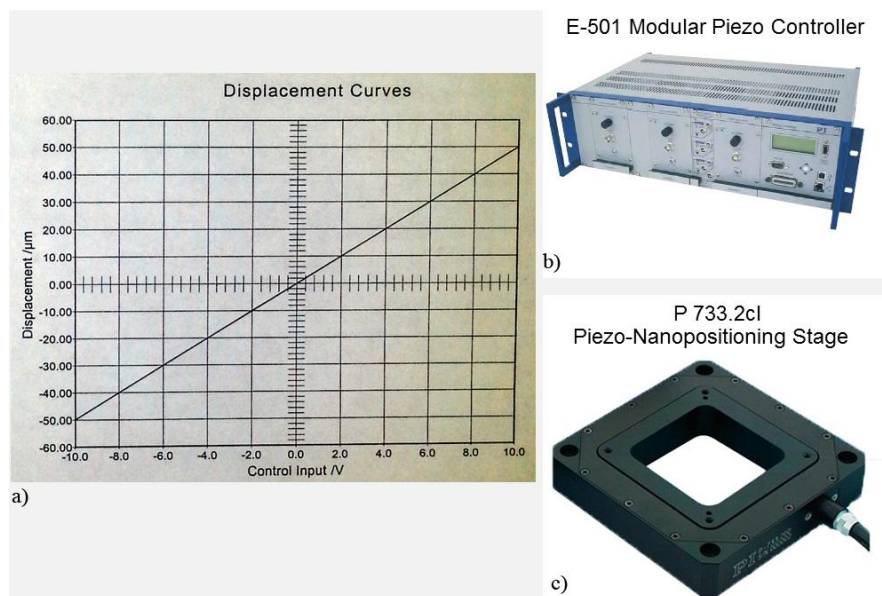 Displacement Curves
60.00
50.00
40.00
30.00
20.00
10.00
0.00
-10.00
-20.00
-30.00
-40.00
-50.00
-60.00
Displacement /µm
-10.0 -8.0 -6.0 -4.0 -2.0 0.0 2.0 4.0 6.0 8.0 10.0
Control Input /V
a)
E-501 Modular Piezo Controller
PI
b)
P 733.2cl
Piezo-Nanopositioning Stage
c)